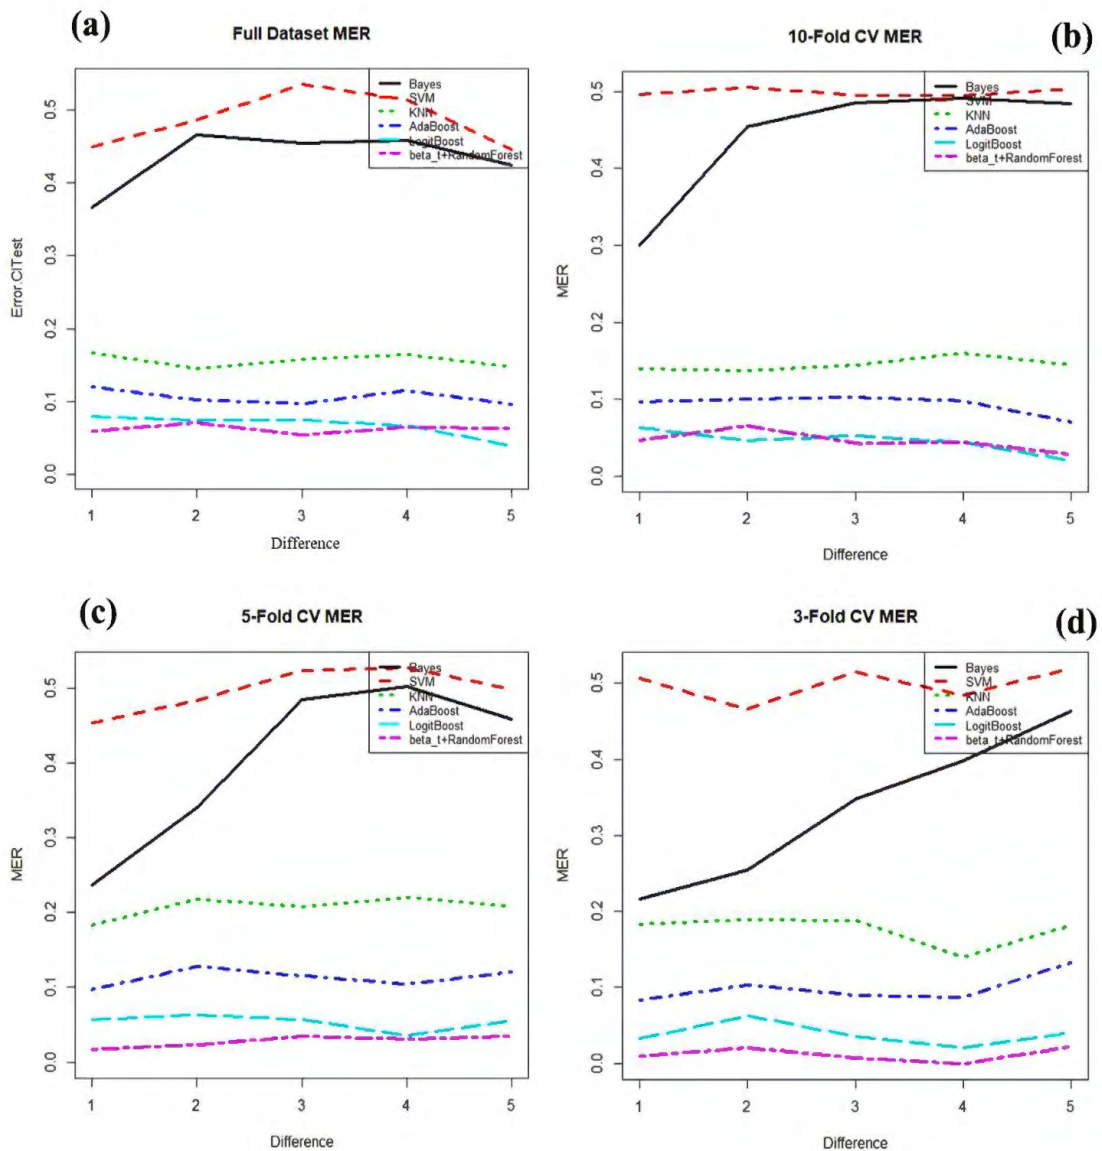 (a)
Full Dataset MER
Bayes
SVM
KNN
AdaBoost
LogitBoost
beta_t+RandomForest
Error.ClTest
0.5
0.4
0.3
0.2
0.1
0.0
1 2 3 4 5
Difference
(b)
10-Fold CV MER
Bayes
SVM
KNN
AdaBoost
LogitBoost
beta_t+RandomForest
MER
0.5
0.4
0.3
0.2
0.1
0.0
1 2 3 4 5
Difference
(c)
5-Fold CV MER
Bayes
SVM
KNN
AdaBoost
LogitBoost
beta_t+RandomForest
MER
0.5
0.4
0.3
0.2
0.1
0.0
1 2 3 4 5
Difference
(d)
3-Fold CV MER
Bayes
SVM
KNN
AdaBoost
LogitBoost
beta_t+RandomForest
MER
0.5
0.4
0.3
0.2
0.1
0.0
1 2 3 4 5
Difference